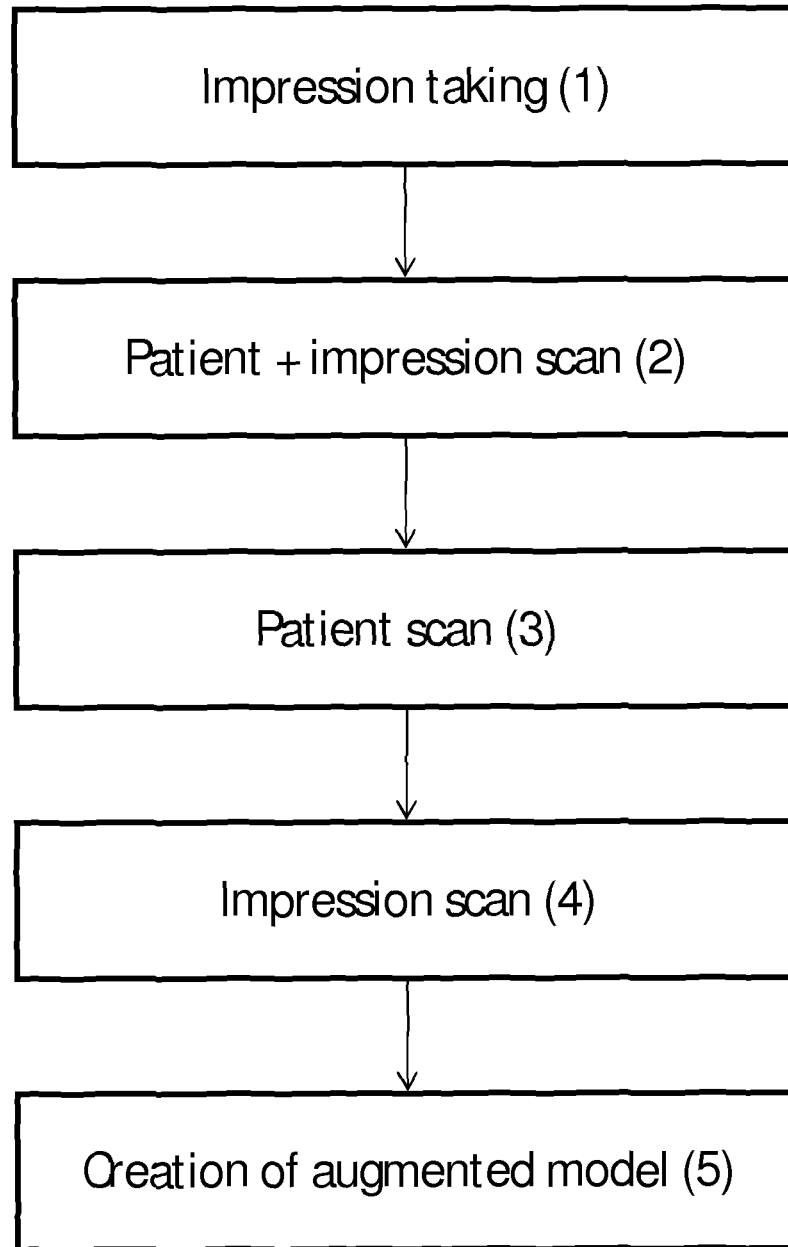 Impression taking (1)
Patient + impression scan (2)
Patient scan (3)
Impression scan (4)
Creation of augmented model (5)